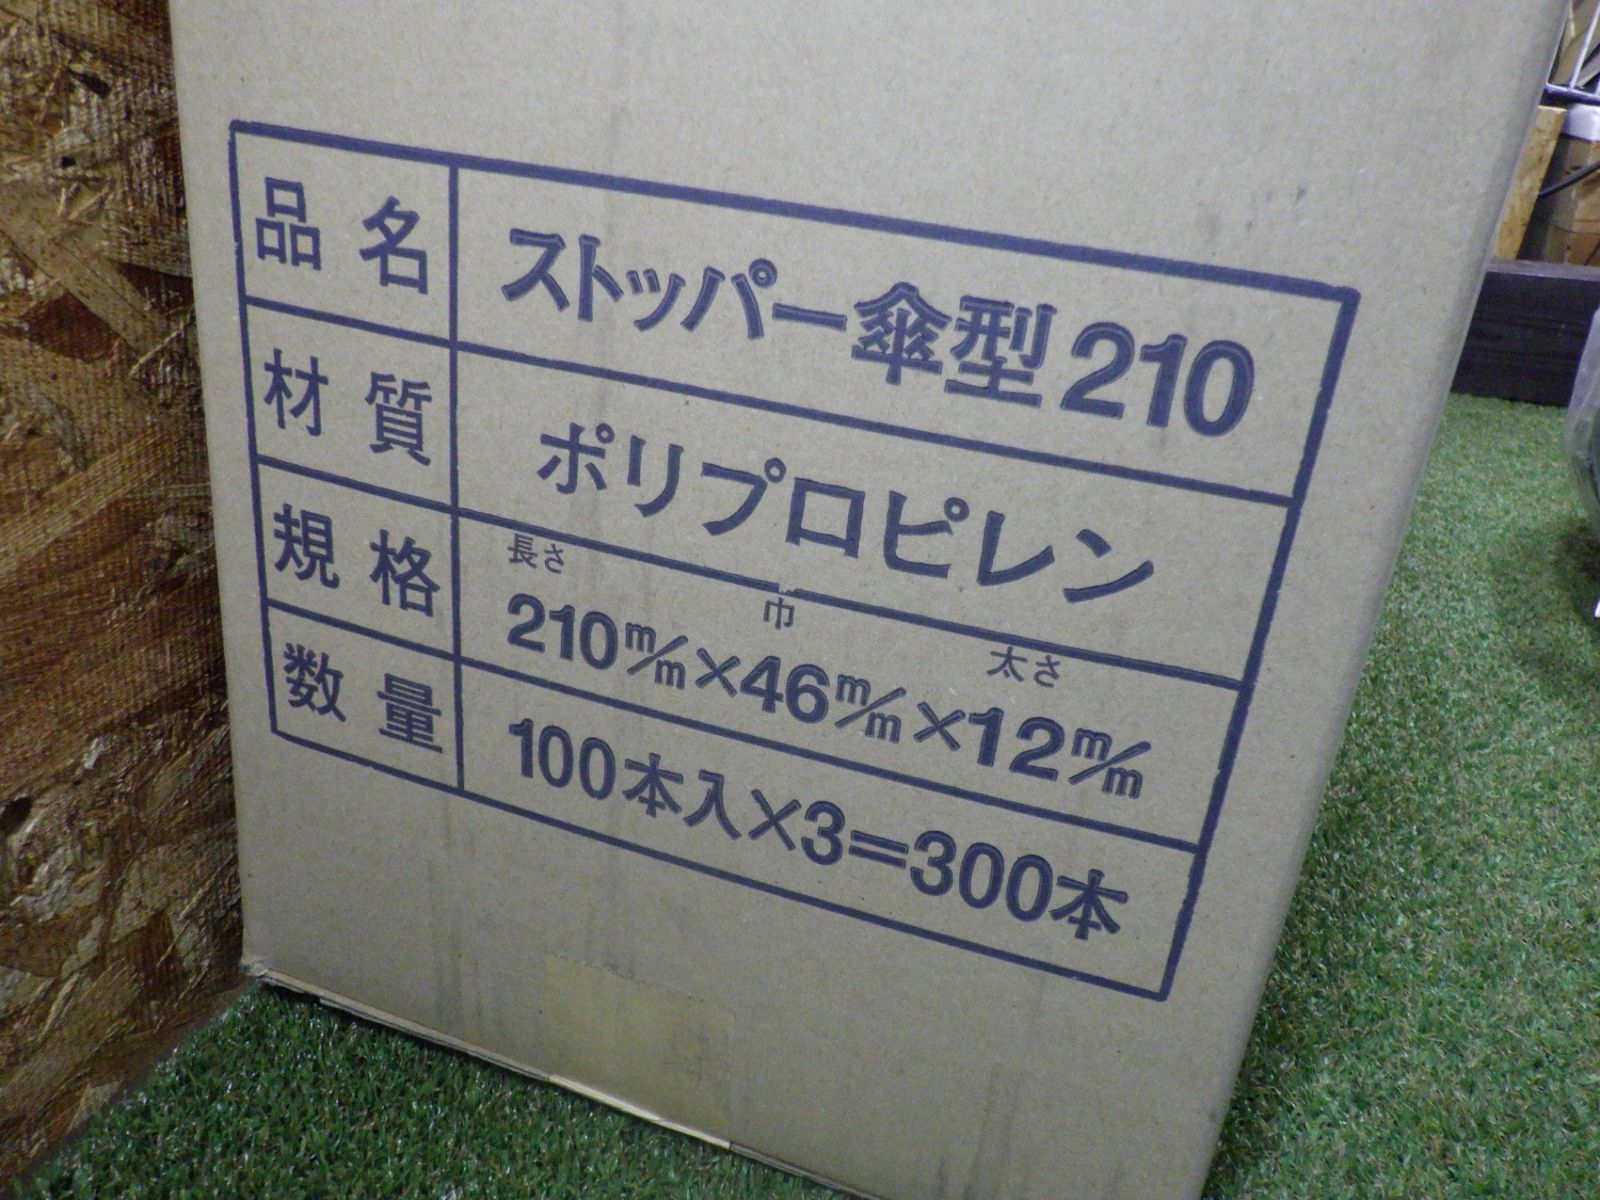 品名 ストッパー傘型210
材質 ポリプロピレン
長さ 巾 太さ
規格 210m/m×46m/m×12m/m
数量 100本入×3=300本